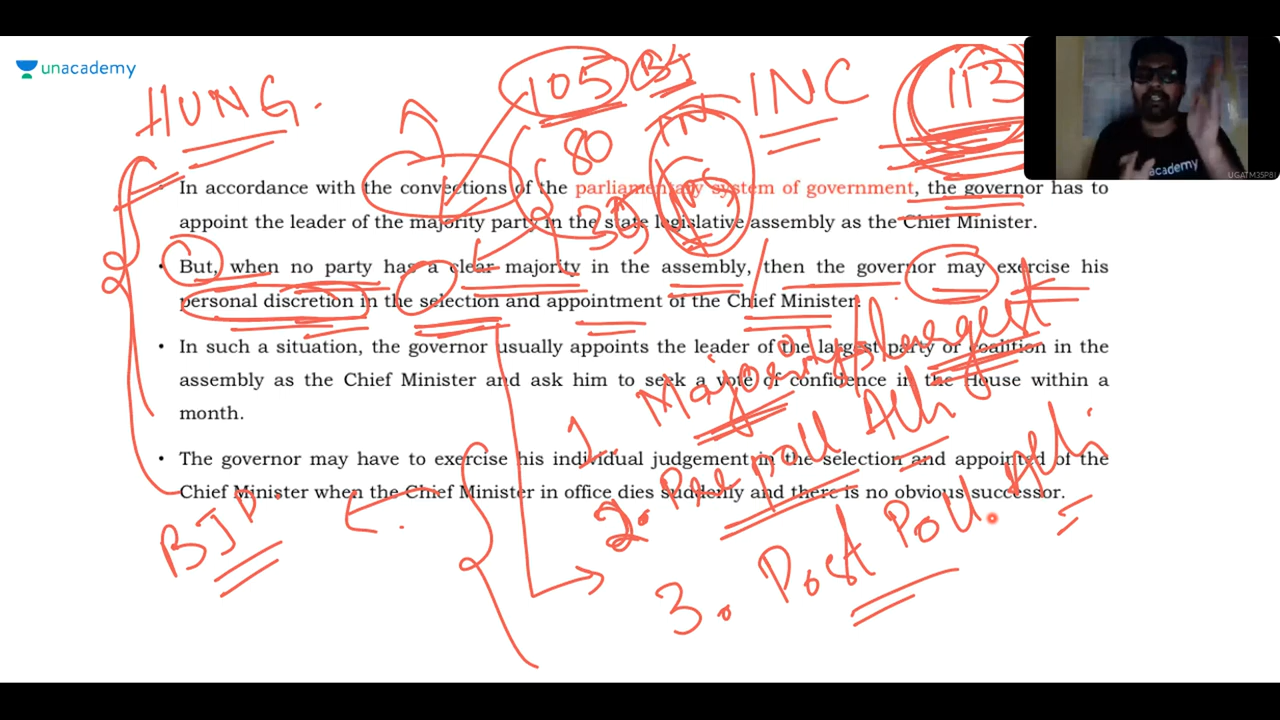 unacademy
HUNG.
105
80
INC
113
In accordance with the conventions of the parliamentary system of government, the governor has to
appoint the leader of the majority party in the state legislative assembly as the Chief Minister.
But, when no party has a clear majority in the assembly, then the governor may exercise his
personal discretion in the selection and appointment of the Chief Minister.
In such a situation, the governor usually appoints the leader of the largest party or coalition in the
assembly as the Chief Minister and ask him to seek a vote of confidence in the House within a
month.
The governor may have to exercise his individual judgement in the selection and appointed of the
Chief Minister when the Chief Minister in office dies suddenly and there is no obvious successor.
1. Majority/largest
2. Pre poll Alli
3. Post Poll Alli.
BJP.
UGATM35P8I